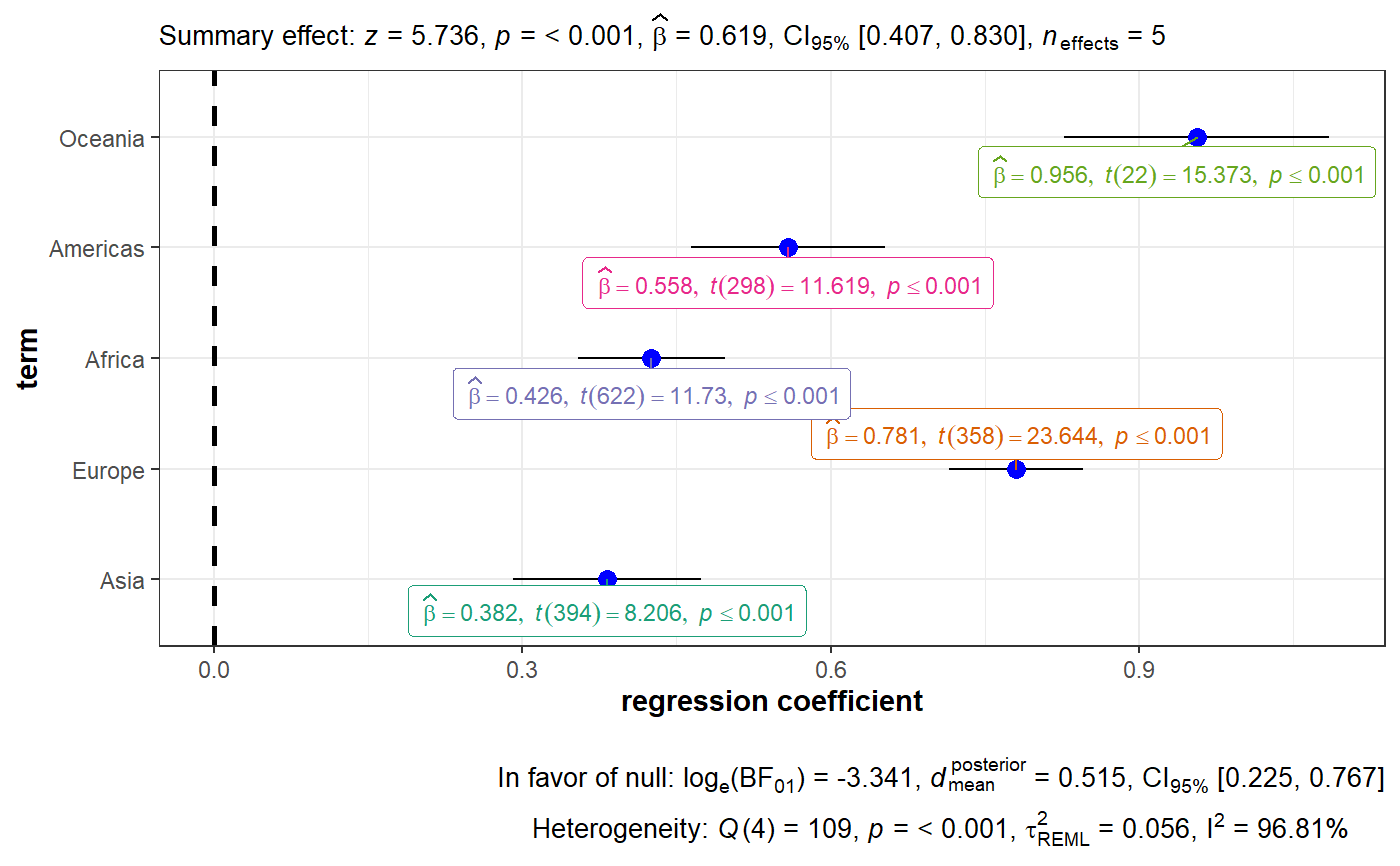 Summary effect: z = 5.736, p = < 0.001, β̂ = 0.619, CI95% [0.407, 0.830], neffects = 5
term
Oceania
β̂ = 0.956, t(22) = 15.373, p ≤ 0.001
Americas
β̂ = 0.558, t(298) = 11.619, p ≤ 0.001
Africa
β̂ = 0.426, t(622) = 11.73, p ≤ 0.001
β̂ = 0.781, t(358) = 23.644, p ≤ 0.001
Europe
Asia
β̂ = 0.382, t(394) = 8.206, p ≤ 0.001
0.0 0.3 0.6 0.9
regression coefficient
In favor of null: loge(BF01) = -3.341, d posterior mean = 0.515, CI95% [0.225, 0.767]
Heterogeneity: Q(4) = 109, p = < 0.001, τ²REML = 0.056, I² = 96.81%